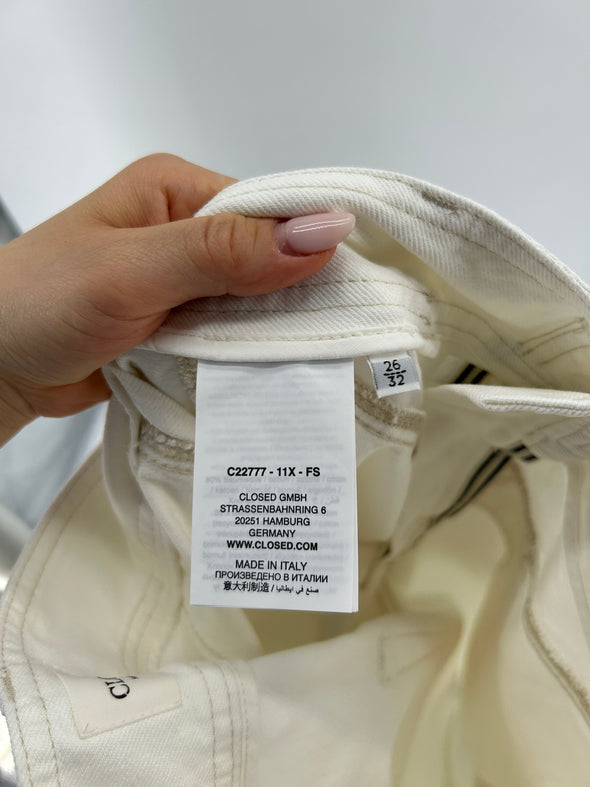 26
32
C22777 - 11X - FS
CLOSED GMBH
STRASSENBAHNRING 6
20251 HAMBURG
GERMANY
WWW.CLOSED.COM
MADE IN ITALY
ПРОИЗВЕДЕНО В ИТАЛИИ
意大利制造 / صنع في ايطاليا